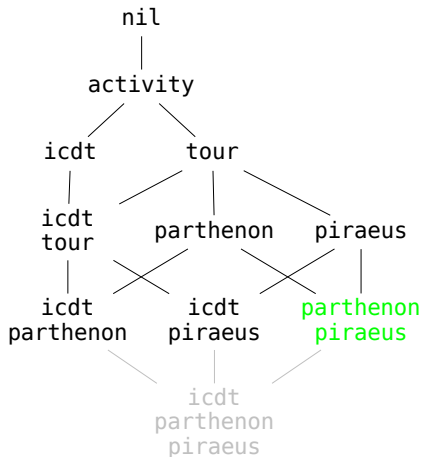 nil
activity
icdt tour
icdt
tour
parthenon piraeus
icdt
parthenon
icdt
piraeus
parthenon
piraeus
icdt
parthenon
piraeus